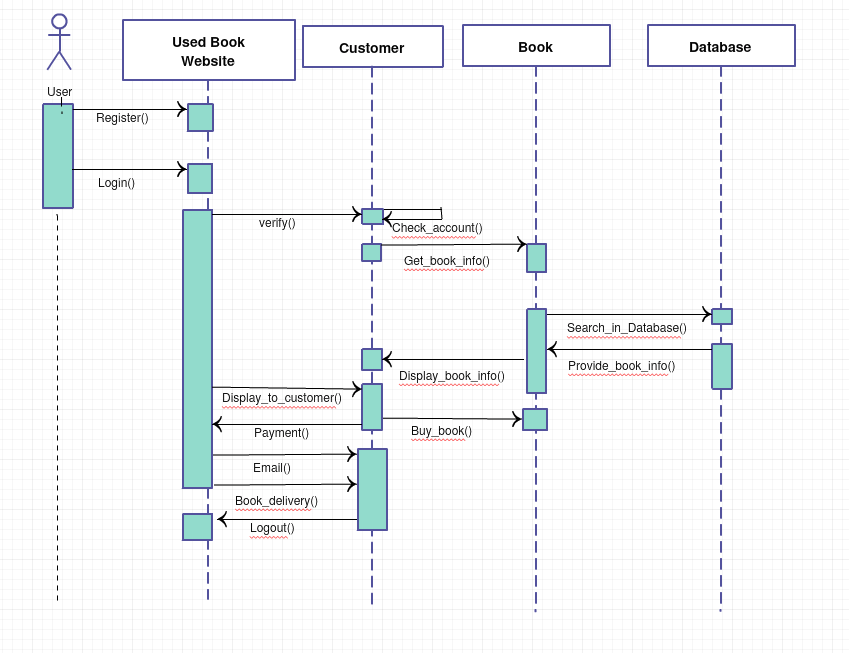 Used Book
Website
Customer
Book
Database
User
Register()
Login()
verify()
Check_account()
Get_book_info()
Search_in_Database()
Provide_book_info()
Display_book_info()
Display_to_customer()
Buy_book()
Payment()
Email()
Book_delivery()
Logout()